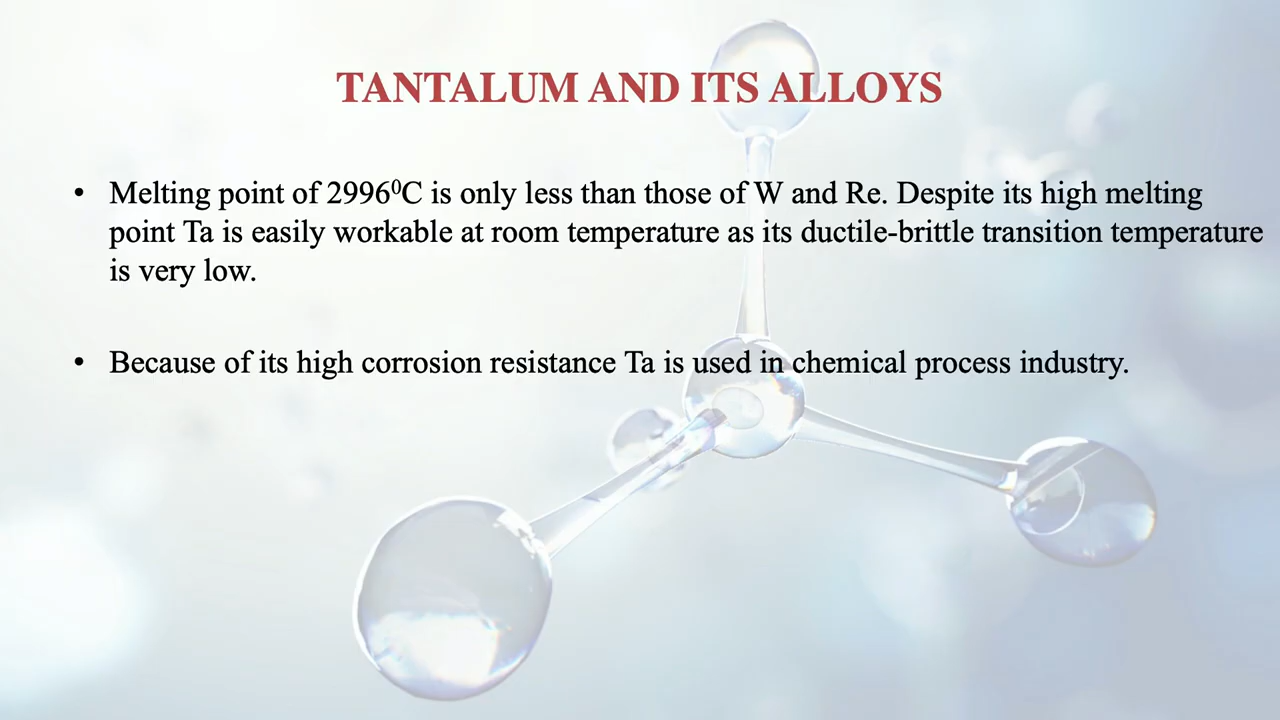 TANTALUM AND ITS ALLOYS
• Melting point of 2996⁰C is only less than those of W and Re. Despite its high melting
point Ta is easily workable at room temperature as its ductile-brittle transition temperature
is very low.
• Because of its high corrosion resistance Ta is used in chemical process industry.